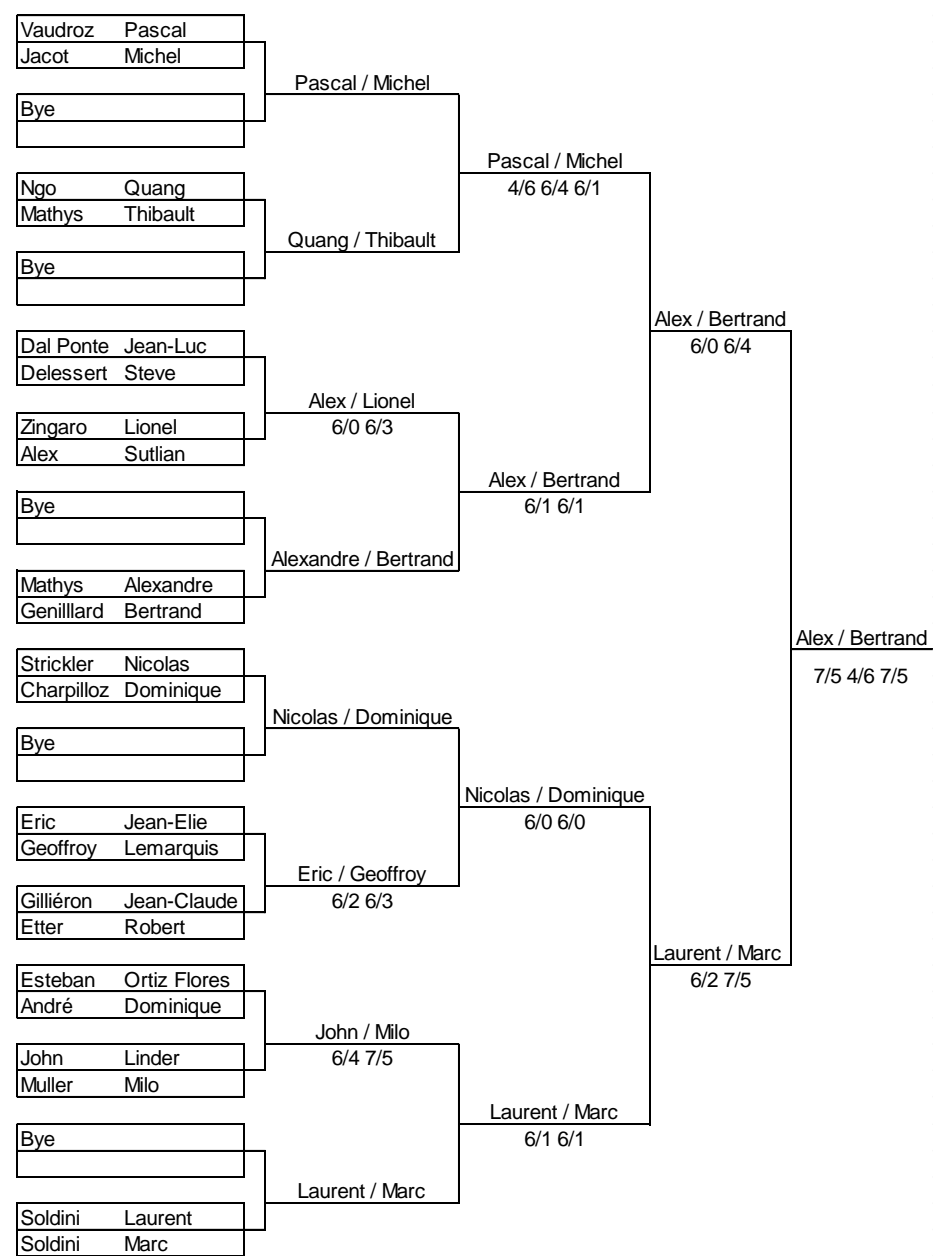 Vaudroz Pascal
Jacot Michel
Pascal / Michel
Bye
Pascal / Michel
4/6 6/4 6/1
Ngo Quang
Mathys Thibault
Quang / Thibault
Bye
Alex / Bertrand
6/0 6/4
Dal Ponte Jean-Luc
Delessert Steve
Alex / Lionel
6/0 6/3
Zingaro Lionel
Alex Sutlian
Alex / Bertrand
6/1 6/1
Bye
Alexandre / Bertrand
Mathys Alexandre
Genilllard Bertrand
Alex / Bertrand
7/5 4/6 7/5
Strickler Nicolas
Charpilloz Dominique
Nicolas / Dominique
Bye
Nicolas / Dominique
6/0 6/0
Eric Jean-Elie
Geoffroy Lemarquis
Eric / Geoffroy
6/2 6/3
Gilliéron Jean-Claude
Etter Robert
Laurent / Marc
6/2 7/5
Esteban Ortiz Flores
André Dominique
John / Milo
6/4 7/5
John Linder
Muller Milo
Laurent / Marc
6/1 6/1
Bye
Laurent / Marc
Soldini Laurent
Soldini Marc